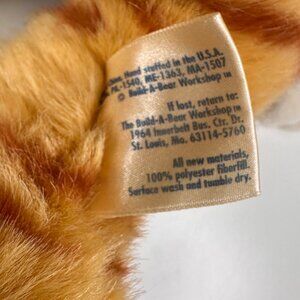 Hand stuffed in the U.S.A.
PA-1540, ME-1363, MA-1507
© Build-A-Bear Workshop™
If lost, return to:
The Build-A-Bear Workshop™
1964 Innerbelt Bus. Ctr. Dr.
St. Louis, Mo. 63114-5760
All new materials,
100% polyester fiberfill.
Surface wash and tumble dry.